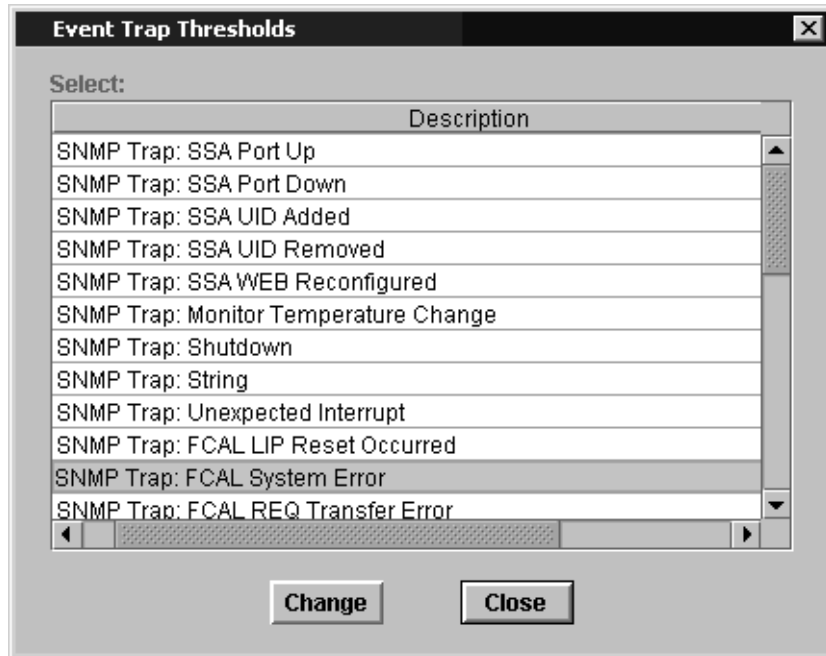 Event Trap Thresholds
Select:
Description
SNMP Trap: SSA Port Up
SNMP Trap: SSA Port Down
SNMP Trap: SSA UID Added
SNMP Trap: SSA UID Removed
SNMP Trap: SSA WEB Reconfigured
SNMP Trap: Monitor Temperature Change
SNMP Trap: Shutdown
SNMP Trap: String
SNMP Trap: Unexpected Interrupt
SNMP Trap: FCAL LIP Reset Occurred
SNMP Trap: FCAL System Error
SNMP Trap: FCAL REQ Transfer Error
Change Close